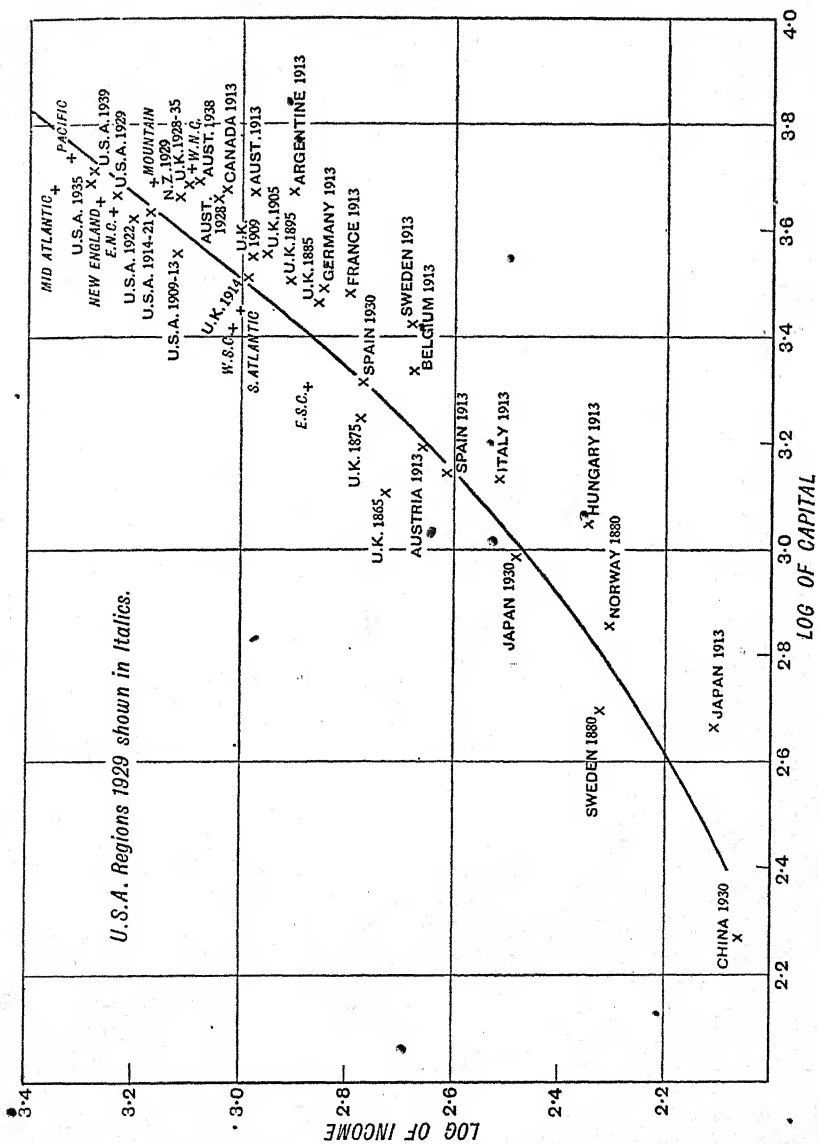 U.S.A. Regions 1929 shown in Italics.
3·4
3·2
3·0
2·8
2·6
2·4
2·2
LOG OF INCOME
MID ATLANTIC
PACIFIC
U.S.A. 1935
U.S.A. 1939
NEW ENGLAND
U.S.A. 1929
E.N.C.
MOUNTAIN
U.S.A. 1922
N.Z. 1929
U.S.A. 1914-21
U.K. 1928-35
W.N.C.
U.S.A. 1909-13
AUST. 1938
AUST. 1928
CANADA 1913
U.K. 1914
U.K. 1909
AUST. 1913
W.S.C.
S. ATLANTIC
U.K. 1905
U.K. 1895
ARGENTINE 1913
U.K. 1885
GERMANY 1913
E.S.C.
FRANCE 1913
SPAIN 1930
U.K. 1875
SWEDEN 1913
BELGIUM 1913
U.K. 1865
AUSTRIA 1913
SPAIN 1913
ITALY 1913
JAPAN 1930
HUNGARY 1913
NORWAY 1880
SWEDEN 1880
JAPAN 1913
CHINA 1930
2·2
2·4
2·6
2·8
3·0
3·2
3·4
3·6
3·8
4·0
LOG OF CAPITAL